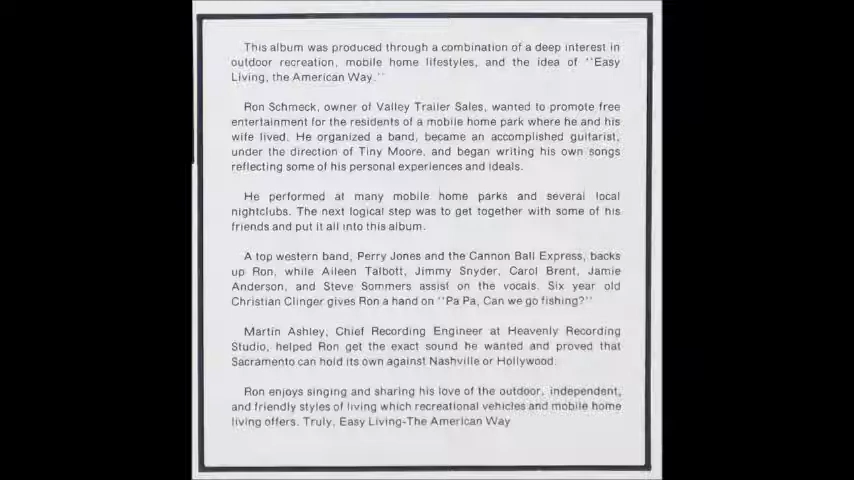 This album was produced through a combination of a deep interest in
outdoor recreation, mobile home lifestyles, and the idea of "Easy
Living, the American Way."
Ron Schmeck, owner of Valley Trailer Sales, wanted to promote free
entertainment for the residents of a mobile home park where he and his
wife lived. He organized a band, became an accomplished guitarist,
under the direction of Tiny Moore, and began writing his own songs
reflecting some of his personal experiences and ideals.
He performed at many mobile home parks and several local
nightclubs. The next logical step was to get together with some of his
friends and put it all into this album.
A top western band, Perry Jones and the Cannon Ball Express, backs
up Ron, while Aileen Talbott, Jimmy Snyder, Carol Brent, Jamie
Anderson, and Steve Sommers assist on the vocals. Six year old
Christian Clinger gives Ron a hand on "Pa Pa, Can we go fishing?"
Martin Ashley, Chief Recording Engineer at Heavenly Recording
Studio, helped Ron get the exact sound he wanted and proved that
Sacramento can hold its own against Nashville or Hollywood.
Ron enjoys singing and sharing his love of the outdoor, independent,
and friendly styles of living which recreational vehicles and mobile home
living offers. Truly, Easy Living-The American Way